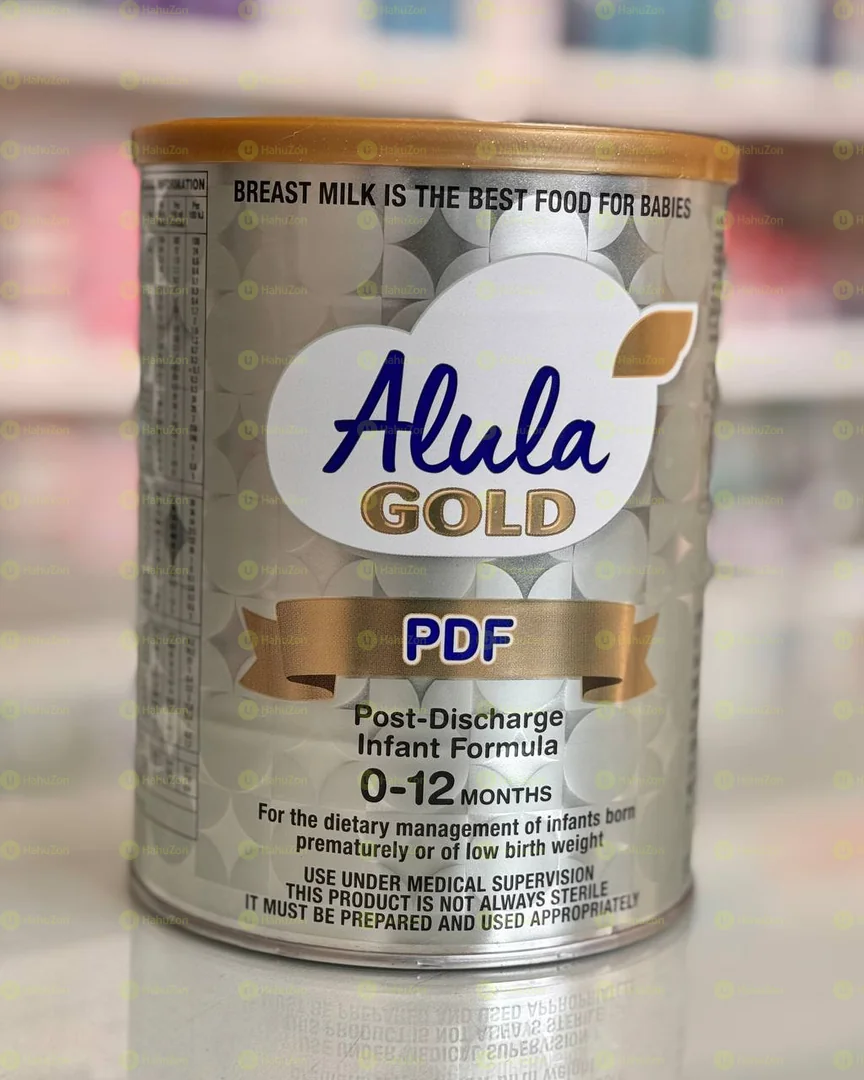 BREAST MILK IS THE BEST FOOD FOR BABIES
Alula
GOLD
PDF
Post-Discharge
Infant Formula
0-12 MONTHS
For the dietary management of infants born
prematurely or of low birth weight
USE UNDER MEDICAL SUPERVISION
THIS PRODUCT IS NOT ALWAYS STERILE
IT MUST BE PREPARED AND USED APPROPRIATELY
HahuZon